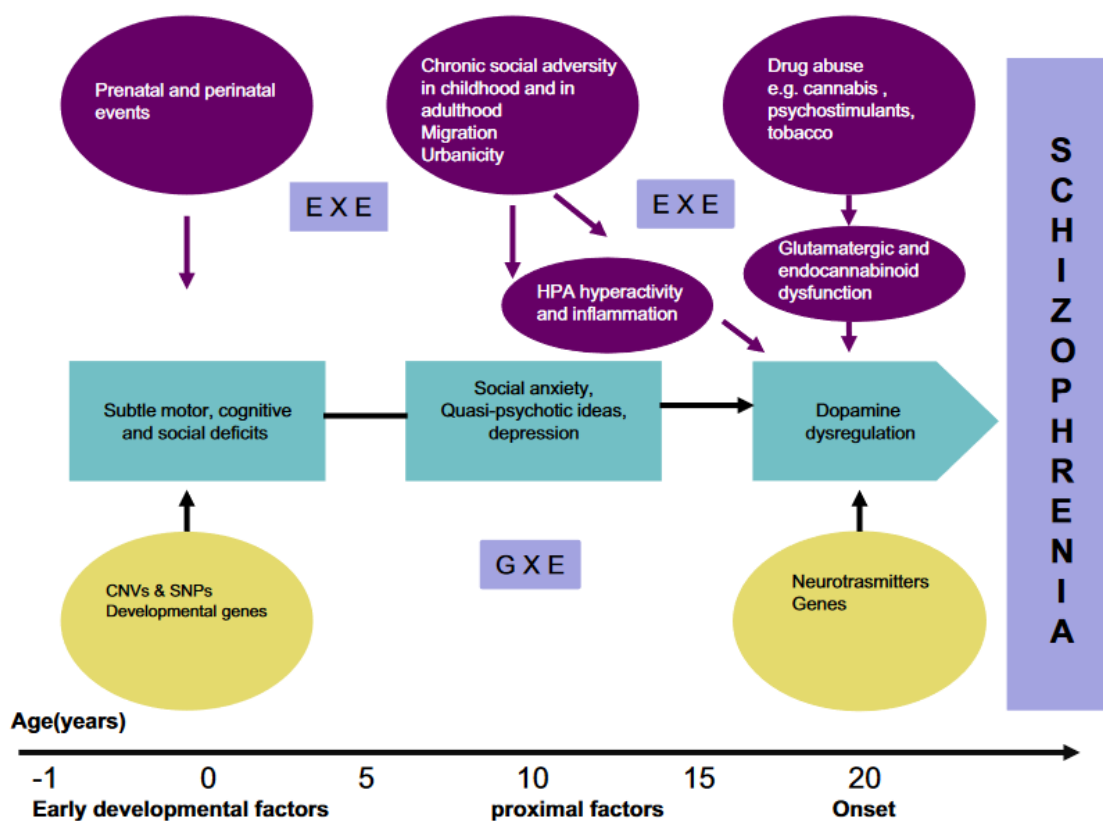 Prenatal and perinatal
events
Chronic social adversity
in childhood and in
adulthood
Migration
Urbanicity
Drug abuse
e.g. cannabis ,
psychostimulants,
tobacco
E X E
E X E
Glutamatergic and
endocannabinoid
dysfunction
HPA hyperactivity
and inflammation
Subtle motor, cognitive
and social deficits
Social anxiety,
Quasi-psychotic ideas,
depression
Dopamine
dysregulation
G X E
CNVs & SNPs
Developmental genes
Neurotrasmitters
Genes
S
C
H
I
Z
O
P
H
R
E
N
I
A
Age(years)
-1 0 5 10 15 20
Early developmental factors proximal factors Onset